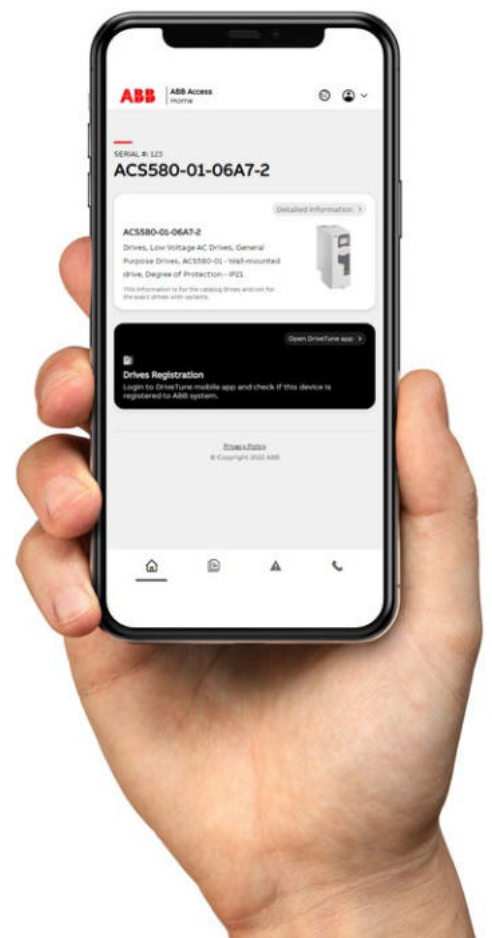 ABB
ABB Access
Home
SERIAL #: 123
ACS580-01-06A7-2
Detailed information >
ACS580-01-06A7-2
Drives, Low Voltage AC Drives, General
Purpose Drives, ACS580-01 - Wall-mounted
drive, Degree of Protection - IP21
This information is for the catalog drives and not for
the exact drives with variants.
Open DriveTune app >
Drives Registration
Login to DriveTune mobile app and check if this device is
registered to ABB system.
Privacy Policy
© Copyright 2022 ABB